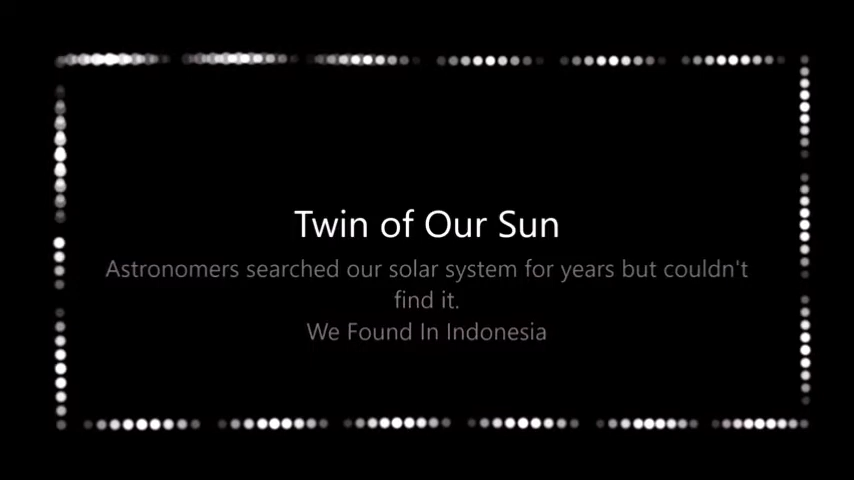 Twin of Our Sun
Astronomers searched our solar system for years but couldn't
find it.
We Found In Indonesia